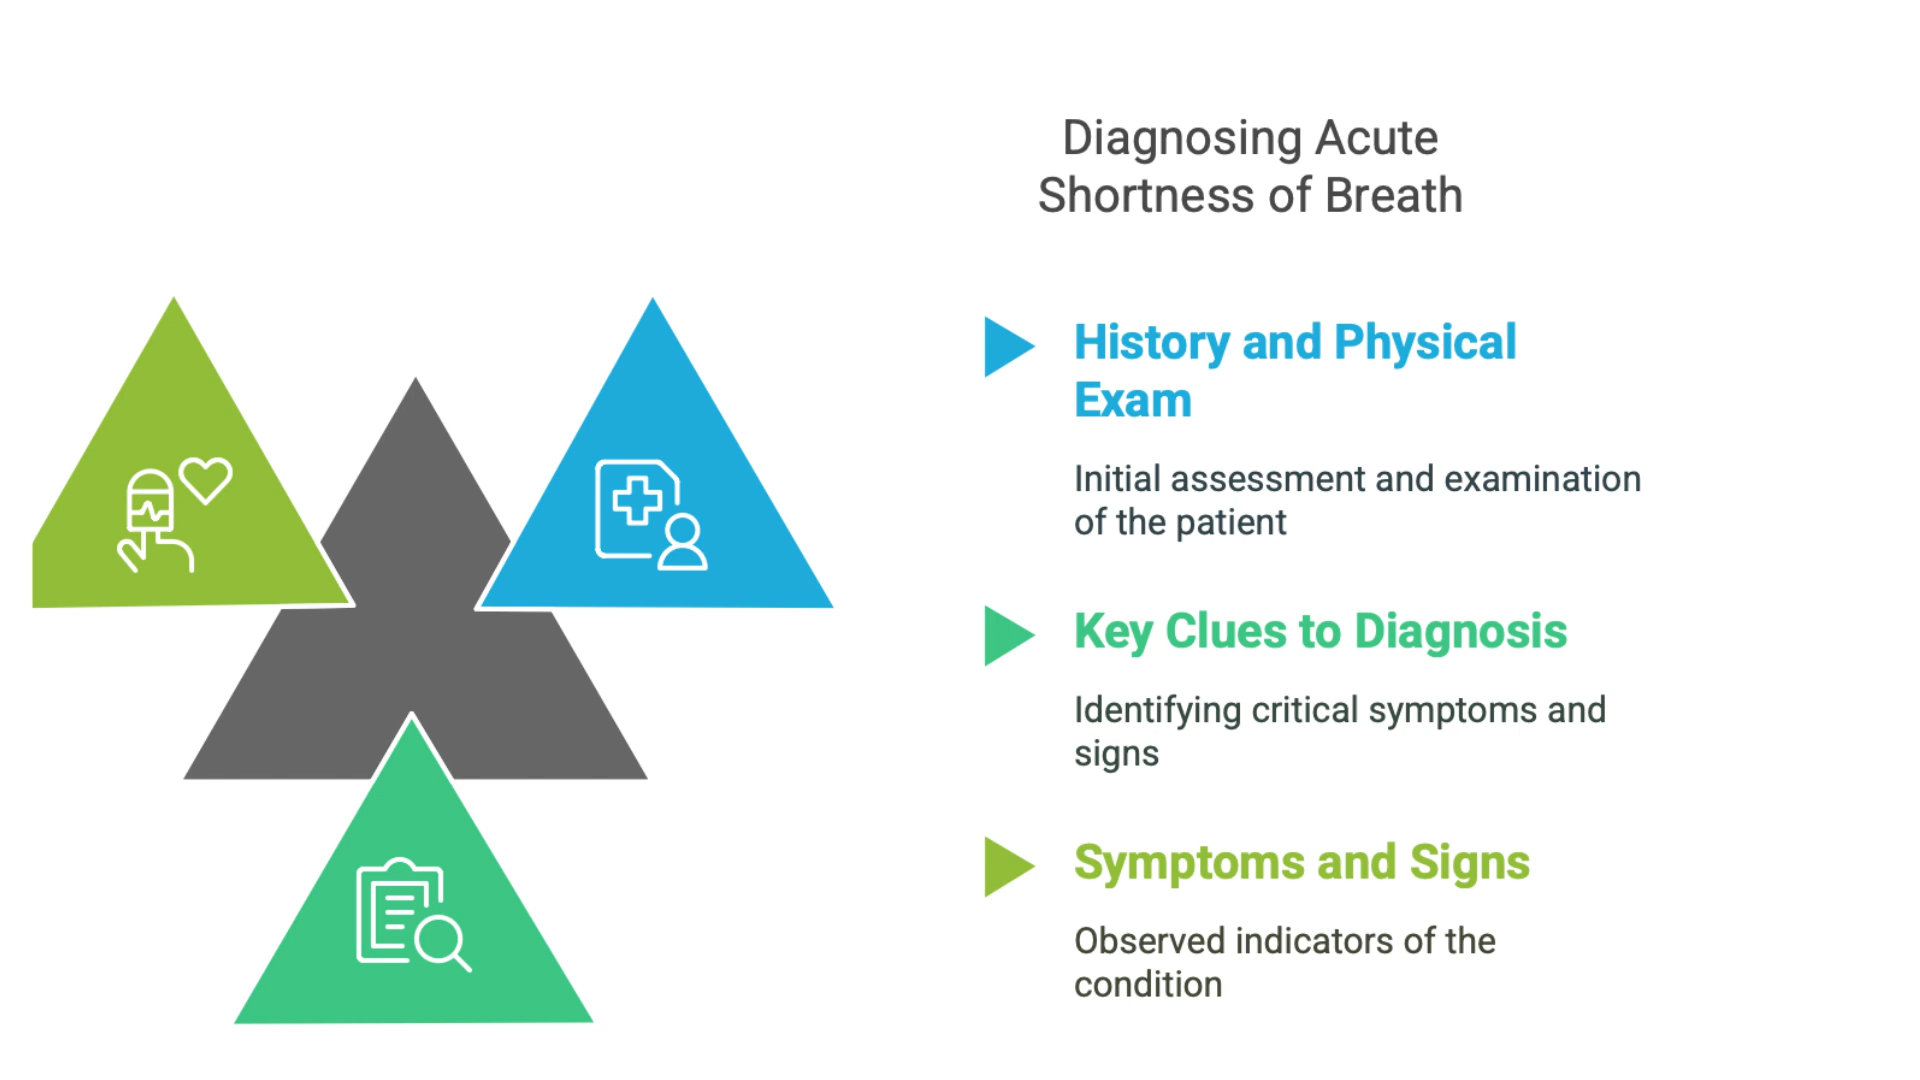 Diagnosing Acute
Shortness of Breath
History and Physical
Exam
Initial assessment and examination
of the patient
Key Clues to Diagnosis
Identifying critical symptoms and
signs
Symptoms and Signs
Observed indicators of the
condition